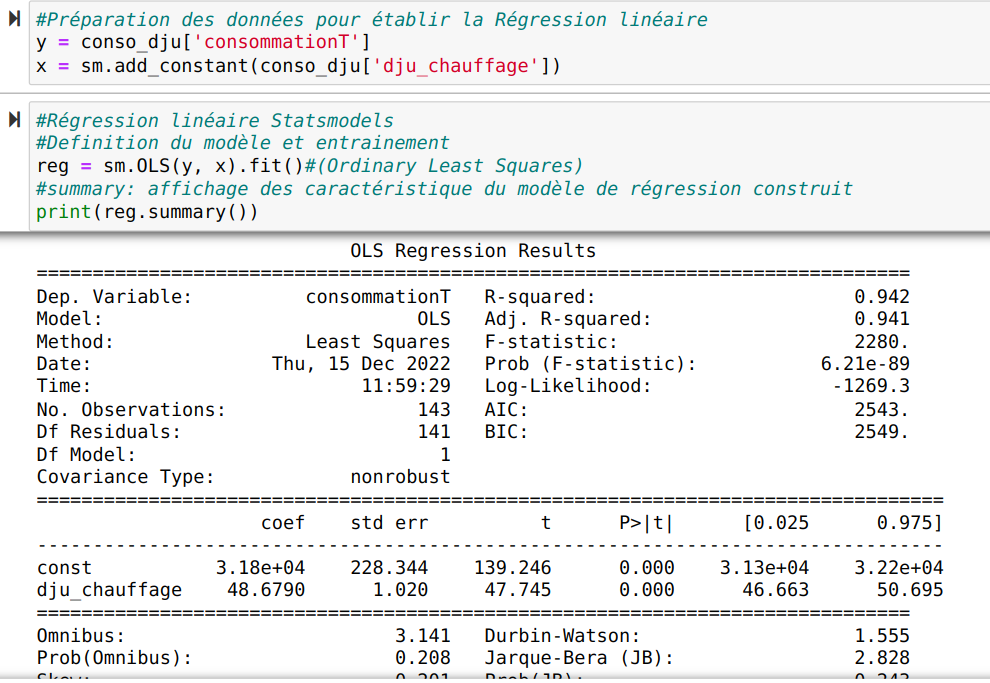 #Préparation des données pour établir la Régression linéaire
y = conso_dju['consommationT']
x = sm.add_constant(conso_dju['dju_chauffage'])
#Régression linéaire Statsmodels
#Definition du modèle et entrainement
reg = sm.OLS(y, x).fit()#(Ordinary Least Squares)
#summary: affichage des caractéristique du modèle de régression construit
print(reg.summary())
OLS Regression Results
==============================================================================
Dep. Variable: consommationT R-squared: 0.942
Model: OLS Adj. R-squared: 0.941
Method: Least Squares F-statistic: 2280.
Date: Thu, 15 Dec 2022 Prob (F-statistic): 6.21e-89
Time: 11:59:29 Log-Likelihood: -1269.3
No. Observations: 143 AIC: 2543.
Df Residuals: 141 BIC: 2549.
Df Model: 1
Covariance Type: nonrobust
=================================================================================
coef std err t P>|t| [0.025 0.975]
---------------------------------------------------------------------------------
const 3.18e+04 228.344 139.246 0.000 3.13e+04 3.22e+04
dju_chauffage 48.6790 1.020 47.745 0.000 46.663 50.695
==============================================================================
Omnibus: 3.141 Durbin-Watson: 1.555
Prob(Omnibus): 0.208 Jarque-Bera (JB): 2.828
Skew: 0.201 Prob(JB): 0.243